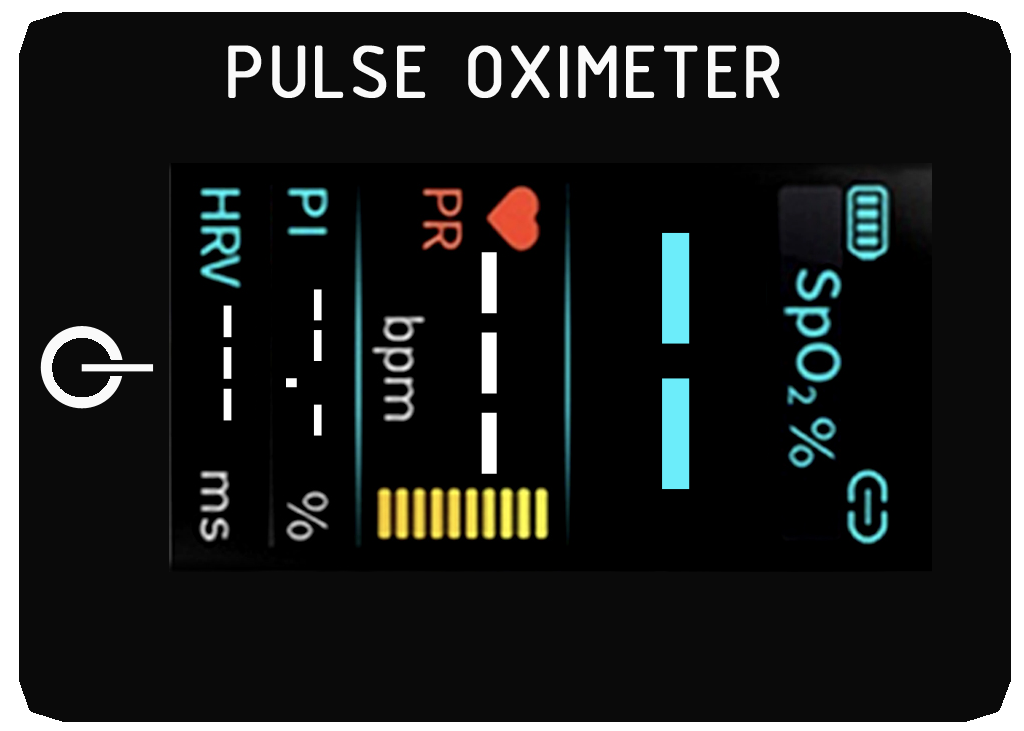 PULSE OXIMETER
SpO₂ %
-- 
PR
---
bpm
PI --.- %
HRV --- ms